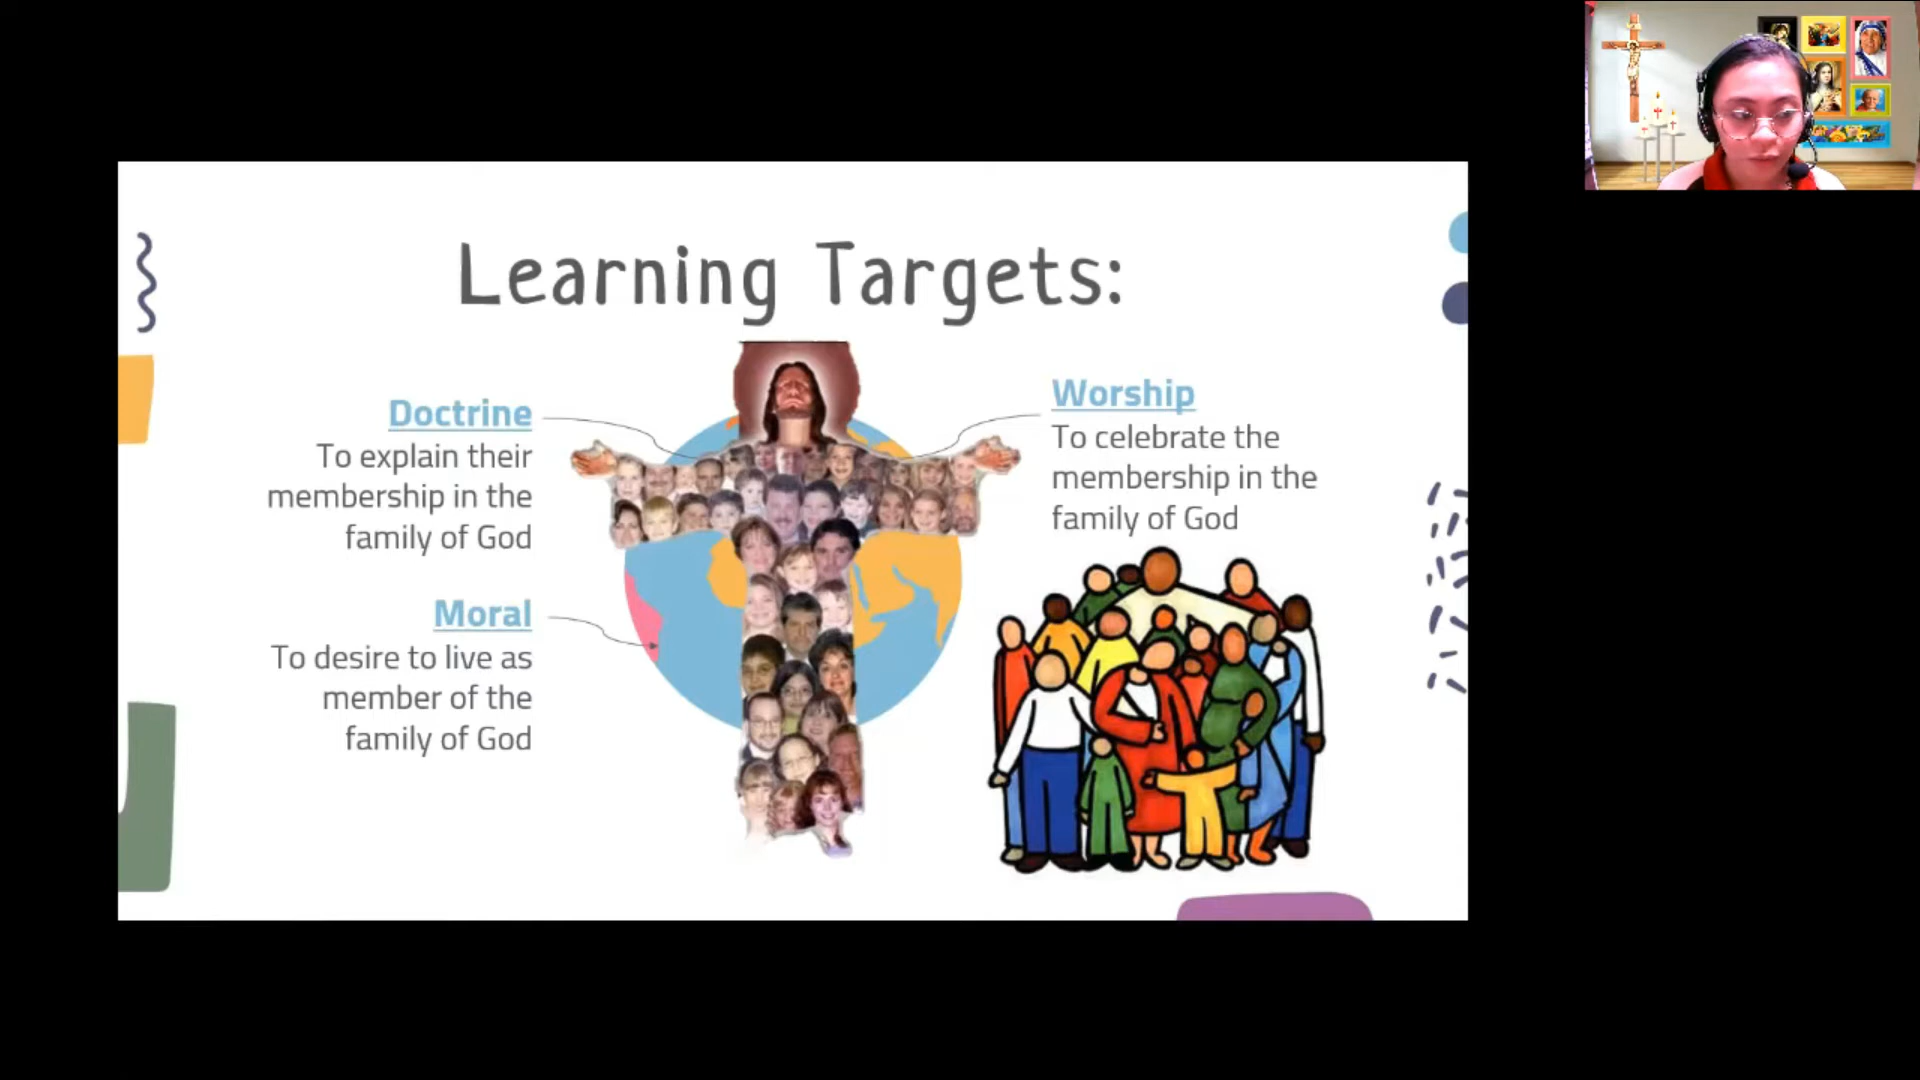 Learning Targets:
Doctrine
To explain their
membership in the
family of God
Moral
To desire to live as
member of the
family of God
Worship
To celebrate the
membership in the
family of God